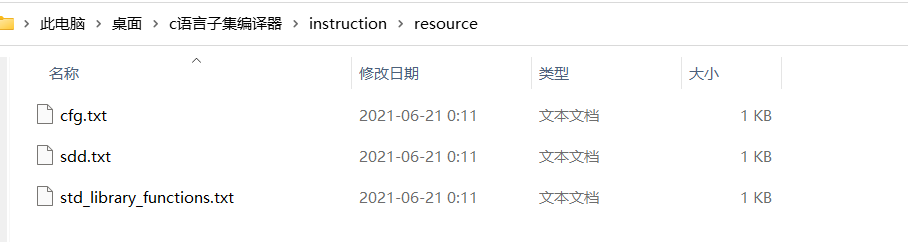 此电脑 > 桌面 > c语言子集编译器 > instruction > resource
名称 修改日期 类型 大小
cfg.txt 2021-06-21 0:11 文本文档 1 KB
sdd.txt 2021-06-21 0:11 文本文档 1 KB
std_library_functions.txt 2021-06-21 0:11 文本文档 1 KB